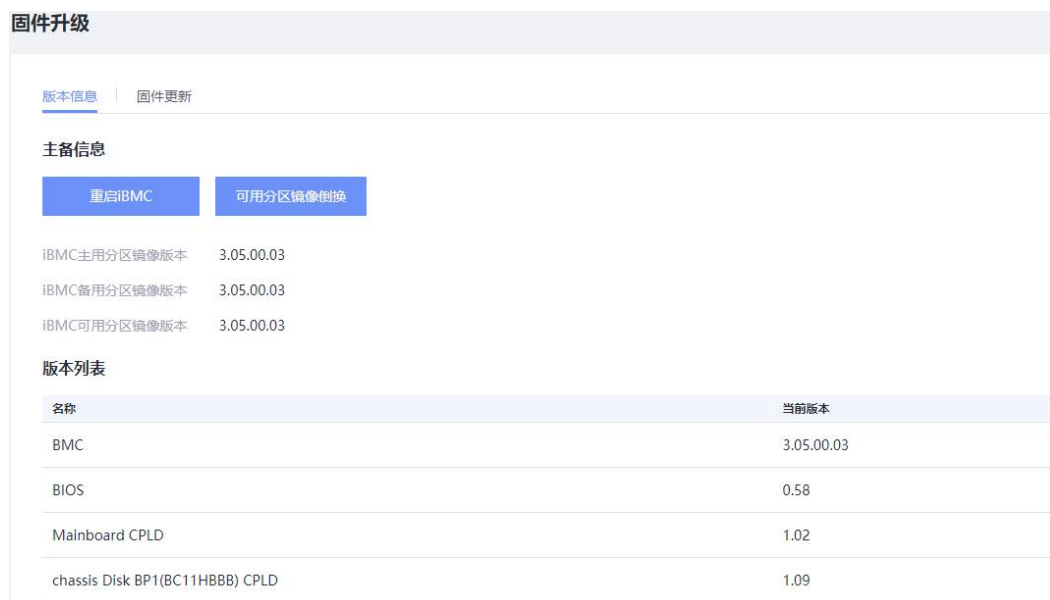 固件升级
版本信息 固件更新
主备信息
重启iBMC 可用分区镜像倒换
iBMC主用分区镜像版本 3.05.00.03
iBMC备用分区镜像版本 3.05.00.03
iBMC可用分区镜像版本 3.05.00.03
版本列表
名称 当前版本
BMC 3.05.00.03
BIOS 0.58
Mainboard CPLD 1.02
chassis Disk BP1(BC11HBBB) CPLD 1.09